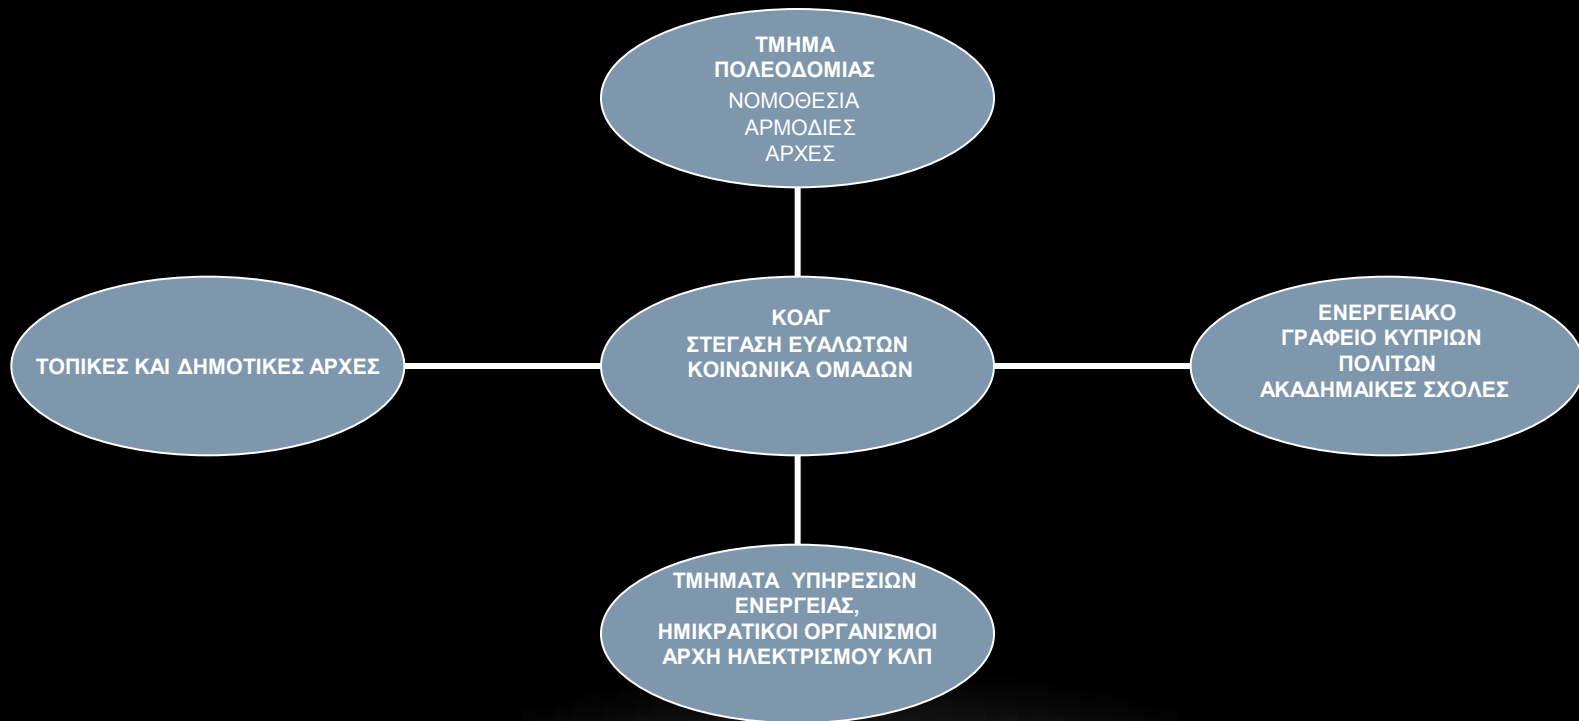 ΤΜΗΜΑ
ΠΟΛΕΟΔΟΜΙΑΣ
ΝΟΜΟΘΕΣΙΑ
ΑΡΜΟΔΙΕΣ
ΑΡΧΕΣ
ΤΟΠΙΚΕΣ ΚΑΙ ΔΗΜΟΤΙΚΕΣ ΑΡΧΕΣ
ΚΟΑΓ
ΣΤΕΓΑΣΗ ΕΥΑΛΩΤΩΝ
ΚΟΙΝΩΝΙΚΑ ΟΜΑΔΩΝ
ΕΝΕΡΓΕΙΑΚΟ
ΓΡΑΦΕΙΟ ΚΥΠΡΙΩΝ
ΠΟΛΙΤΩΝ
ΑΚΑΔΗΜΑΙΚΕΣ ΣΧΟΛΕΣ
ΤΜΗΜΑΤΑ ΥΠΗΡΕΣΙΩΝ
ΕΝΕΡΓΕΙΑΣ,
ΗΜΙΚΡΑΤΙΚΟΙ ΟΡΓΑΝΙΣΜΟΙ
ΑΡΧΗ ΗΛΕΚΤΡΙΣΜΟΥ ΚΛΠ